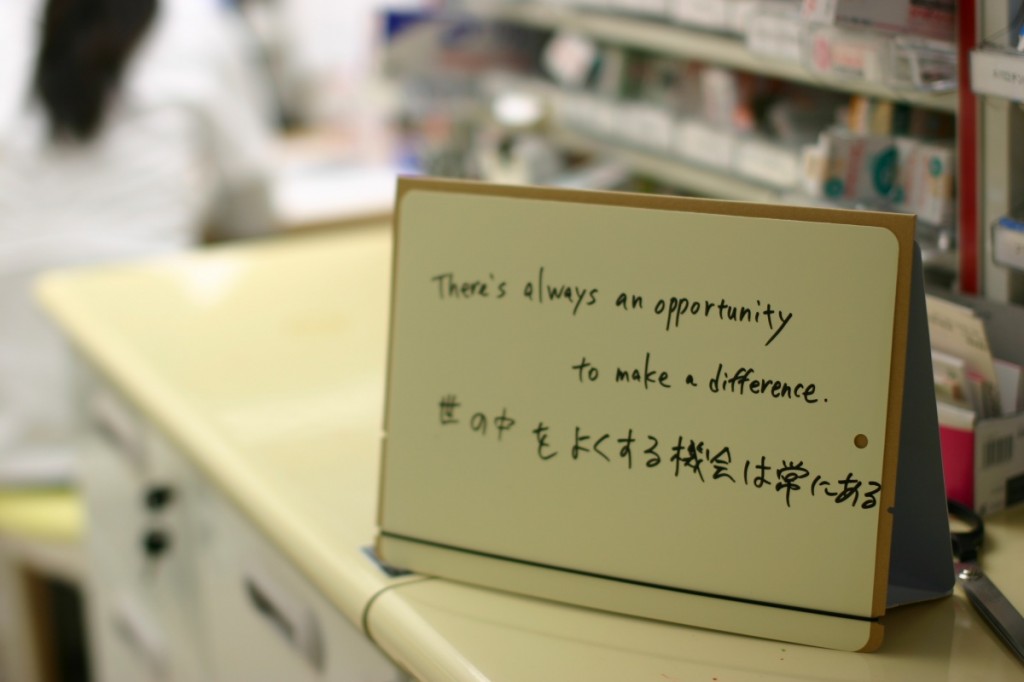 There's always an opportunity
to make a difference.
世の中をよくする機会は常にある